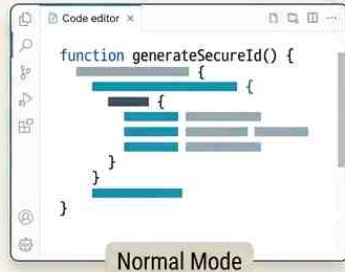 Code editor ×
function generateSecureId() {
{
{
{
}
}
}
Normal Mode